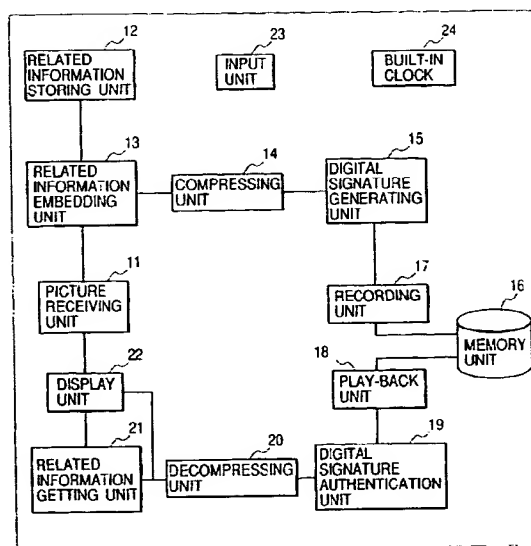 12
RELATED
INFORMATION
STORING UNIT
23
INPUT
UNIT
24
BUILT-IN
CLOCK
13
RELATED
INFORMATION
EMBEDDING
UNIT
14
COMPRESSING
UNIT
15
DIGITAL
SIGNATURE
GENERATING
UNIT
11
PICTURE
RECEIVING
UNIT
17
RECORDING
UNIT
16
MEMORY
UNIT
22
DISPLAY
UNIT
18
PLAY-BACK
UNIT
21
RELATED
INFORMATION
GETTING UNIT
20
DECOMPRESSING
UNIT
19
DIGITAL
SIGNATURE
AUTHENTICATION
UNIT